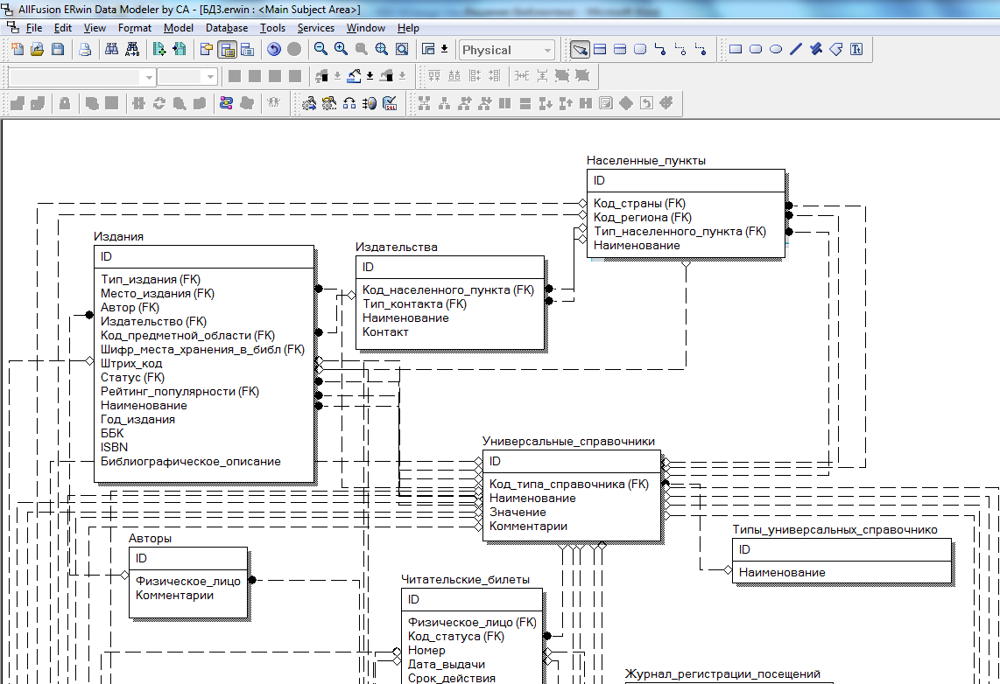 AllFusion ERwin Data Modeler by CA - [БД3.erwin : <Main Subject Area>]
File Edit View Format Model Database Tools Services Window Help
Physical
Населенные_пункты
ID
Код_страны (FK)
Код_региона (FK)
Тип_населенного_пункта (FK)
Наименование
Издания
ID
Тип_издания (FK)
Место_издания (FK)
Автор (FK)
Издательство (FK)
Код_предметной_области (FK)
Шифр_места_хранения_в_библ (FK)
Штрих_код
Статус (FK)
Рейтинг_популярности (FK)
Наименование
Год_издания
ББК
ISBN
Библиографическое_описание
Издательства
ID
Код_населенного_пункта (FK)
Тип_контакта (FK)
Наименование
Контакт
Универсальные_справочники
ID
Код_типа_справочника (FK)
Наименование
Значение
Комментарии
Типы_универсальных_справочнико
ID
Наименование
Авторы
ID
Физическое_лицо
Комментарии
Читательские_билеты
ID
Физическое_лицо (FK)
Код_статуса (FK)
Номер
Дата_выдачи
Срок_действия
Журнал_регистрации_посещений